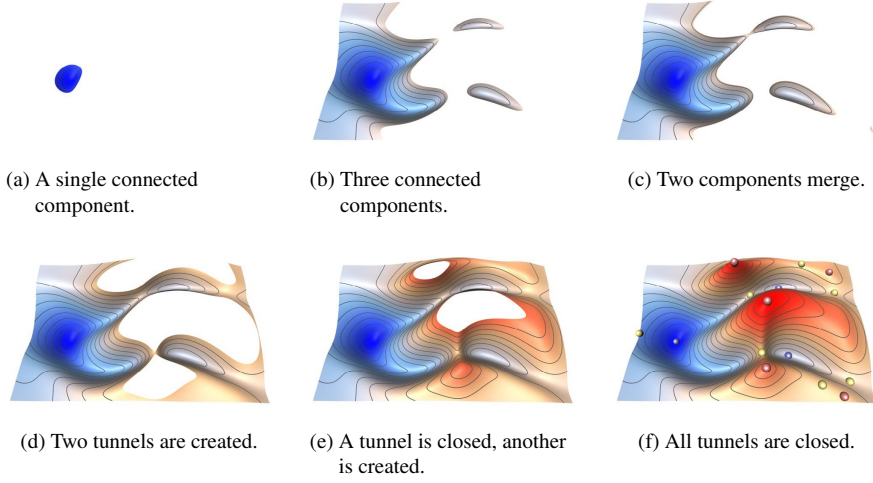 (a) A single connected
component.
(b) Three connected
components.
(c) Two components merge.
(d) Two tunnels are created.
(e) A tunnel is closed, another
is created.
(f) All tunnels are closed.